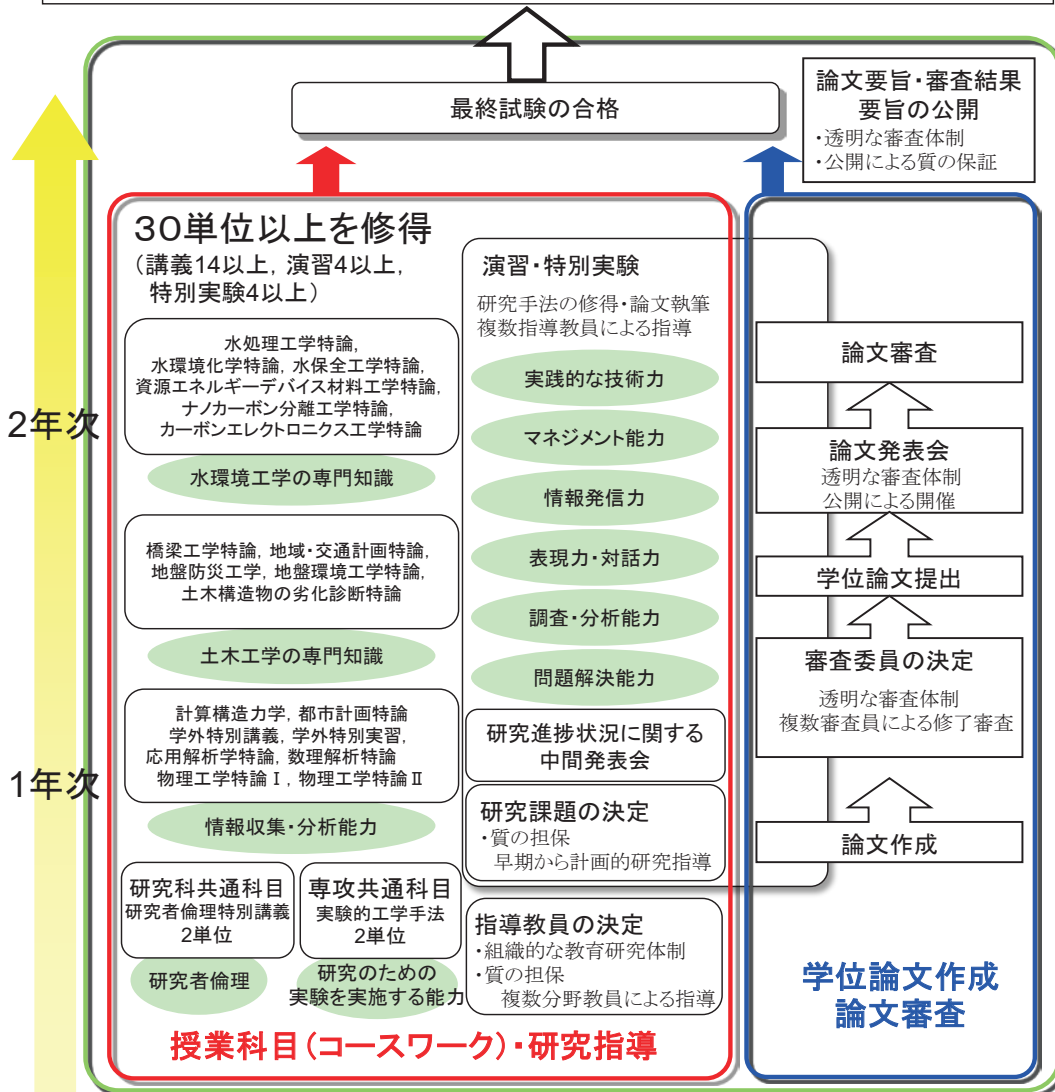 最終試験の合格
論文要旨・審査結果
要旨の公開
・透明な審査体制
・公開による質の保証
2年次
1年次
30単位以上を修得
（講義14以上, 演習4以上,
特別実験4以上）
水処理工学特論,
水環境化学特論, 水保全工学特論,
資源エネルギーデバイス材料工学特論,
ナノカーボン分離工学特論,
カーボンエレクトロニクス工学特論
水環境工学の専門知識
橋梁工学特論, 地域・交通計画特論,
地盤防災工学, 地盤環境工学特論,
土木構造物の劣化診断特論
土木工学の専門知識
計算構造力学, 都市計画特論
学外特別講義, 学外特別実習,
応用解析学特論, 数理解析特論
物理工学特論Ⅰ, 物理工学特論Ⅱ
情報収集・分析能力
研究科共通科目
研究者倫理特別講義
2単位
研究者倫理
専攻共通科目
実験的工学手法
2単位
研究のための
実験を実施する能力
演習・特別実験
研究手法の修得・論文執筆
複数指導教員による指導
実践的な技術力
マネジメント能力
情報発信力
表現力・対話力
調査・分析能力
問題解決能力
研究進捗状況に関する
中間発表会
研究課題の決定
・質の担保
早期から計画的研究指導
指導教員の決定
・組織的な教育研究体制
・質の担保
複数分野教員による指導
授業科目（コースワーク）・研究指導
論文審査
論文発表会
透明な審査体制
公開による開催
学位論文提出
審査委員の決定
透明な審査体制
複数審査員による修了審査
論文作成
学位論文作成
論文審査